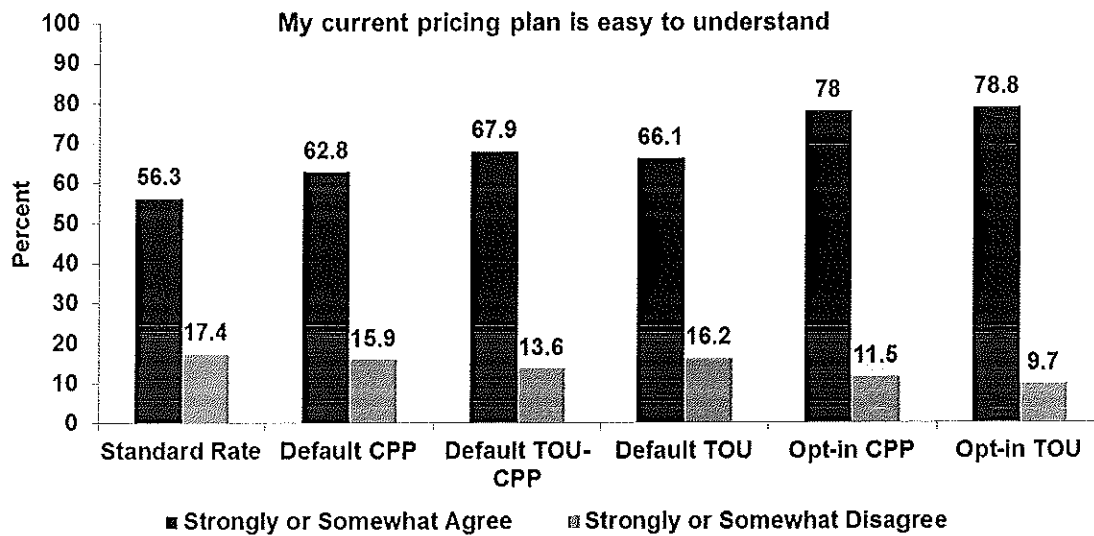 My current pricing plan is easy to understand
100
90
80
70
60
50
40
30
20
10
0
Percent
56.3
17.4
62.8
15.9
67.9
13.6
66.1
16.2
78
11.5
78.8
9.7
Standard Rate
Default CPP
Default TOU-
CPP
Default TOU
Opt-in CPP
Opt-in TOU
Strongly or Somewhat Agree
Strongly or Somewhat Disagree